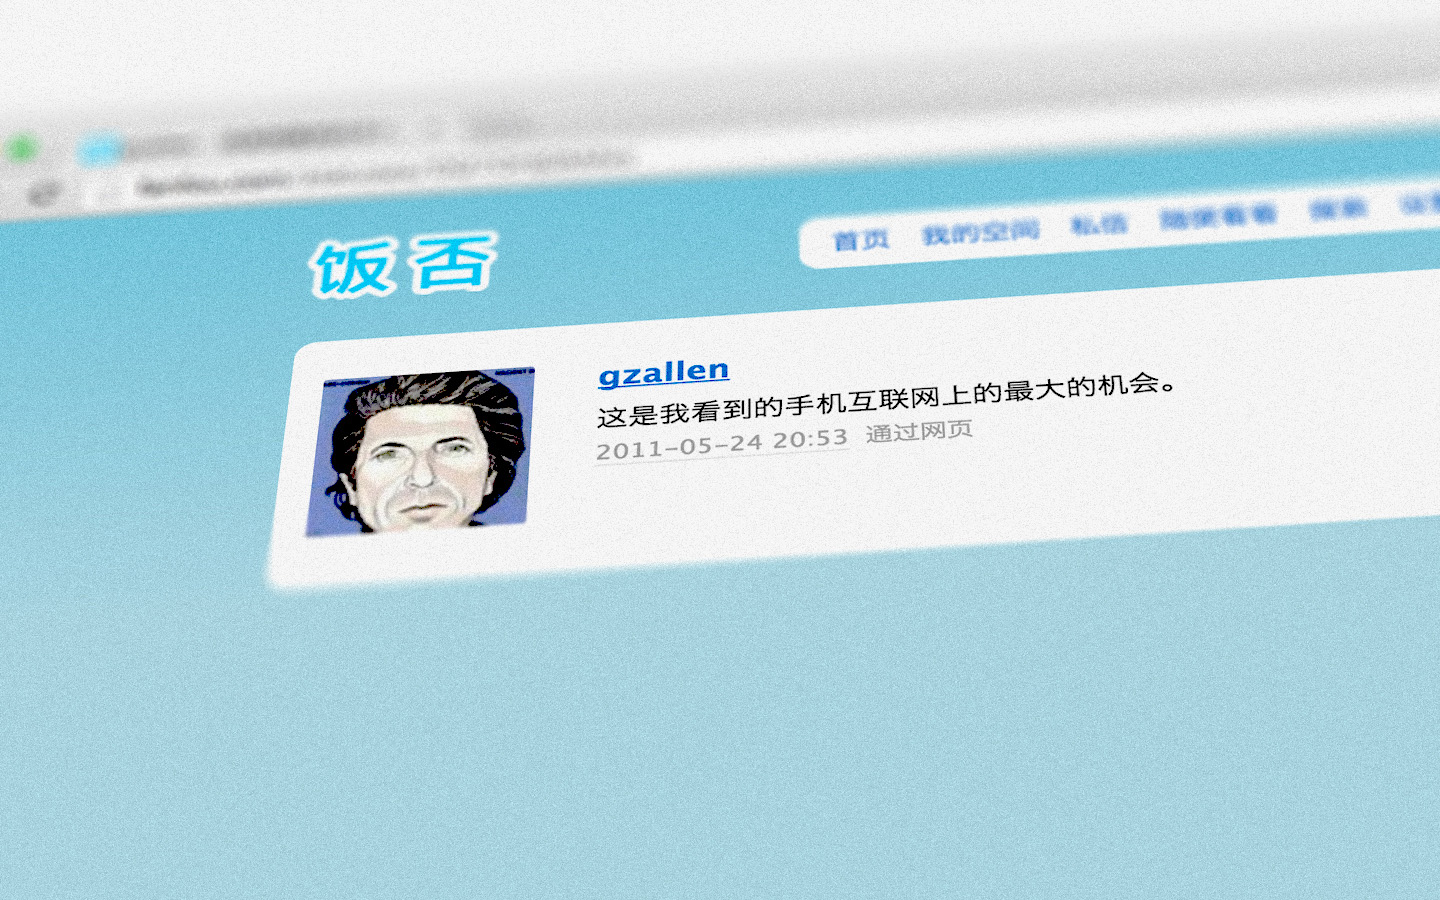 饭否
首页 我的空间 私信 随便看看 探索
gzallen
这是我看到的手机互联网上的最大的机会。
2011-05-24 20:53 通过网页